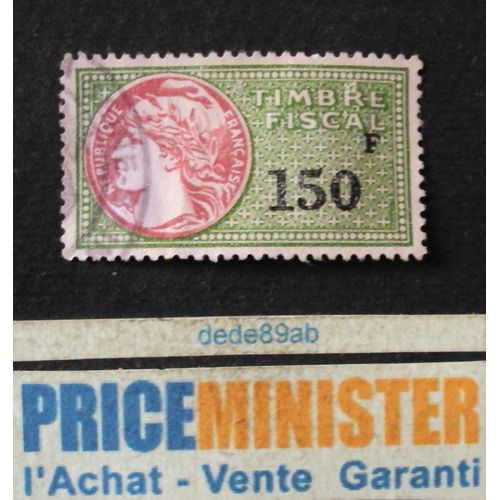 TIMBRE
FISCAL
F
150
REPUBLIQUE FRANÇAISE
dede89ab
PRICEMINISTER
l'Achat - Vente Garanti